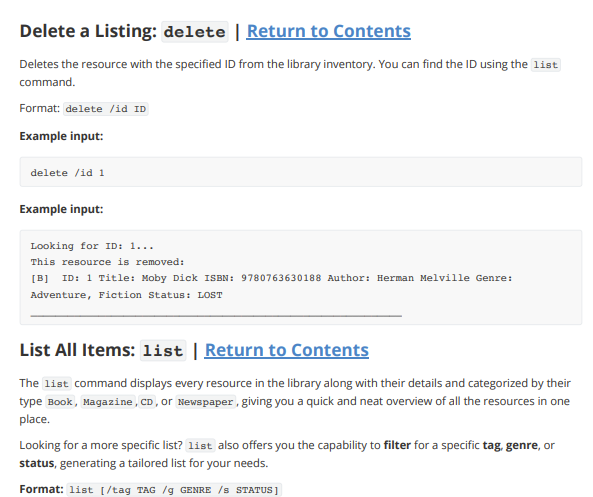 Delete a Listing: delete | Return to Contents
Deletes the resource with the specified ID from the library inventory. You can find the ID using the list
command.
Format: delete /id ID
Example input:
delete /id 1
Example input:
Looking for ID: 1...
This resource is removed:
[B]  ID: 1 Title: Moby Dick ISBN: 9780763630188 Author: Herman Melville Genre:
Adventure, Fiction Status: LOST
____________________________________________________________
List All Items: list | Return to Contents
The list command displays every resource in the library along with their details and categorized by their
type Book, Magazine, CD, or Newspaper, giving you a quick and neat overview of all the resources in one
place.
Looking for a more specific list? list also offers you the capability to filter for a specific tag, genre, or
status, generating a tailored list for your needs.
Format: list [/tag TAG /g GENRE /s STATUS]